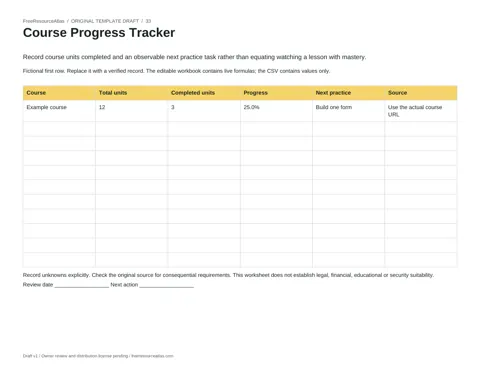 FreeResourceAtlas / ORIGINAL TEMPLATE DRAFT / 33
Course Progress Tracker
Record course units completed and an observable next practice task rather than equating watching a lesson with mastery.
Fictional first row. Replace it with a verified record. The editable workbook contains live formulas; the CSV contains values only.
Course Total units Completed units Progress Next practice Source
Example course 12 3 25.0% Build one form Use the actual course
URL
Record unknowns explicitly. Check the original source for consequential requirements. This worksheet does not establish legal, financial, educational or security suitability.
Review date __________________ Next action __________________
Draft v1 / Owner review and distribution license pending / freeresourceatlas.com